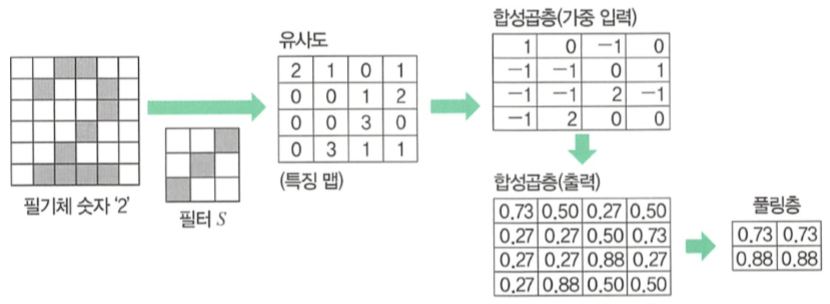 필기체 숫자 '2'
필터 S
유사도
2 1 0 1
0 0 1 2
0 0 3 0
0 3 1 1
(특징 맵)
합성곱층(가중 입력)
1 0 -1 0
-1 -1 0 1
-1 -1 2 -1
-1 2 0 0
합성곱층(출력)
0.73 0.50 0.27 0.50
0.27 0.27 0.50 0.73
0.27 0.27 0.88 0.27
0.27 0.88 0.50 0.50
풀링층
0.73 0.73
0.88 0.88